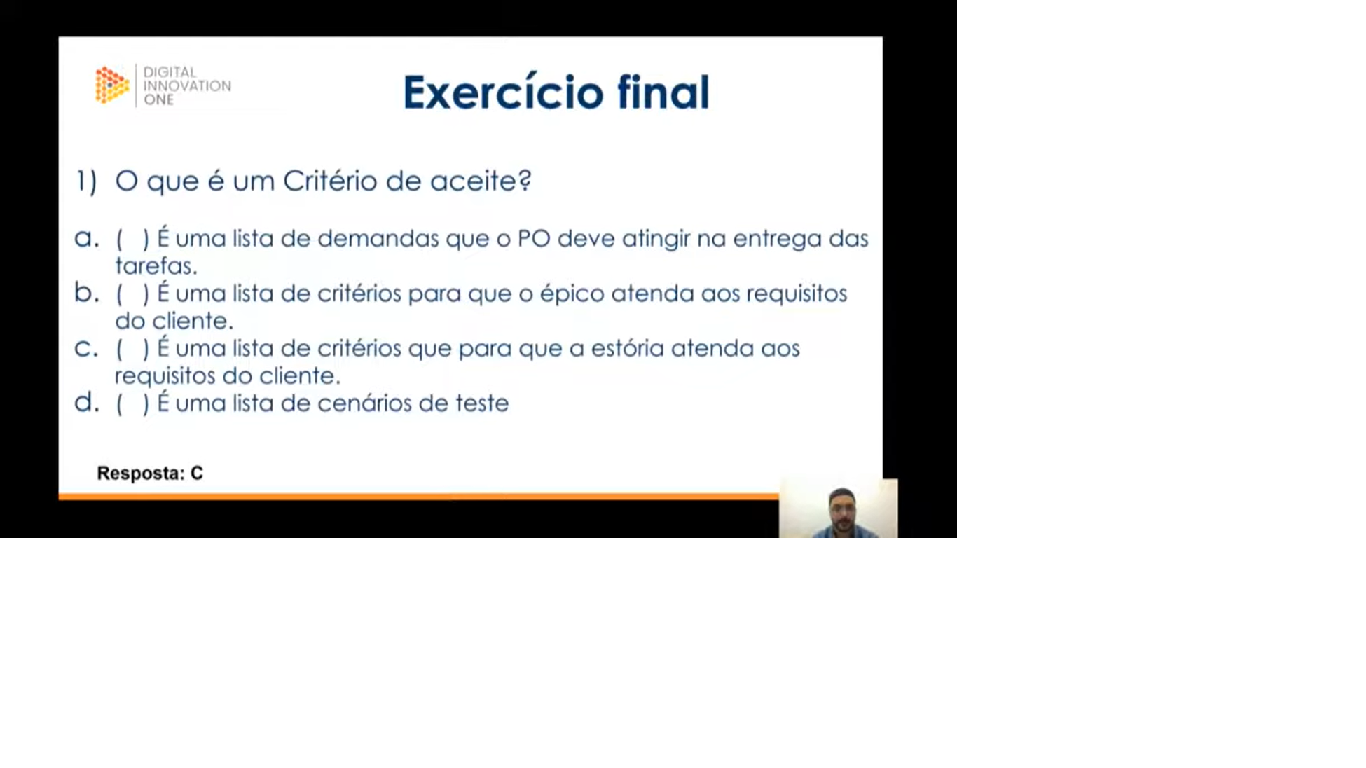 DIGITAL
INNOVATION
ONE
Exercício final
1) O que é um Critério de aceite?
a. ( ) É uma lista de demandas que o PO deve atingir na entrega das
tarefas.
b. ( ) É uma lista de critérios para que o épico atenda aos requisitos
do cliente.
c. ( ) É uma lista de critérios que para que a estória atenda aos
requisitos do cliente.
d. ( ) É uma lista de cenários de teste
Resposta: C